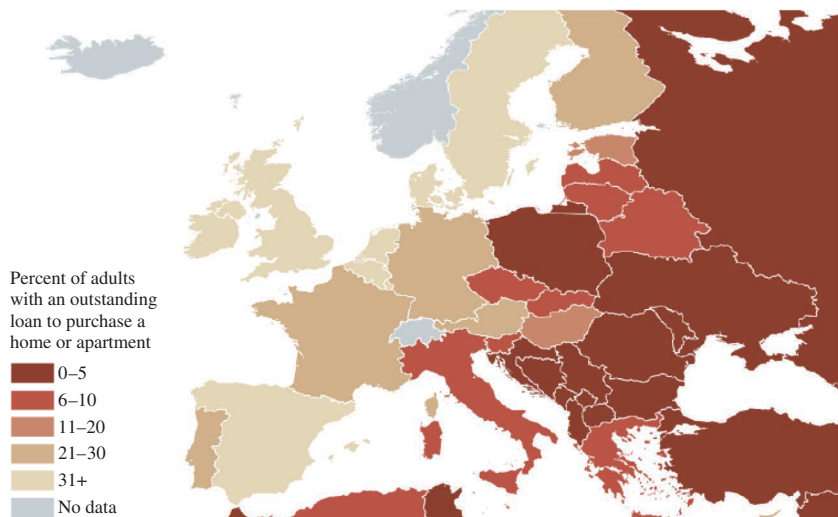 Percent of adults
with an outstanding
loan to purchase a
home or apartment
0–5
6–10
11–20
21–30
31+
No data